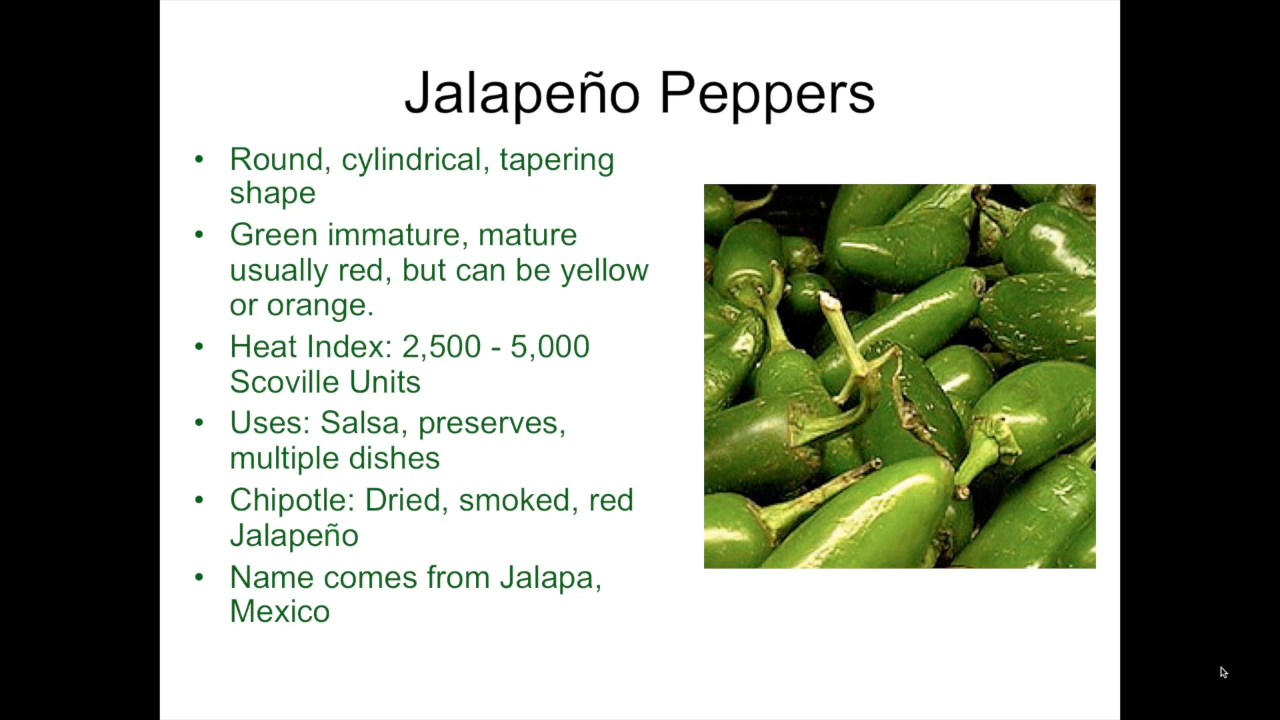 Jalapeño Peppers
• Round, cylindrical, tapering
shape
• Green immature, mature
usually red, but can be yellow
or orange.
• Heat Index: 2,500 - 5,000
Scoville Units
• Uses: Salsa, preserves,
multiple dishes
• Chipotle: Dried, smoked, red
Jalapeño
• Name comes from Jalapa,
Mexico